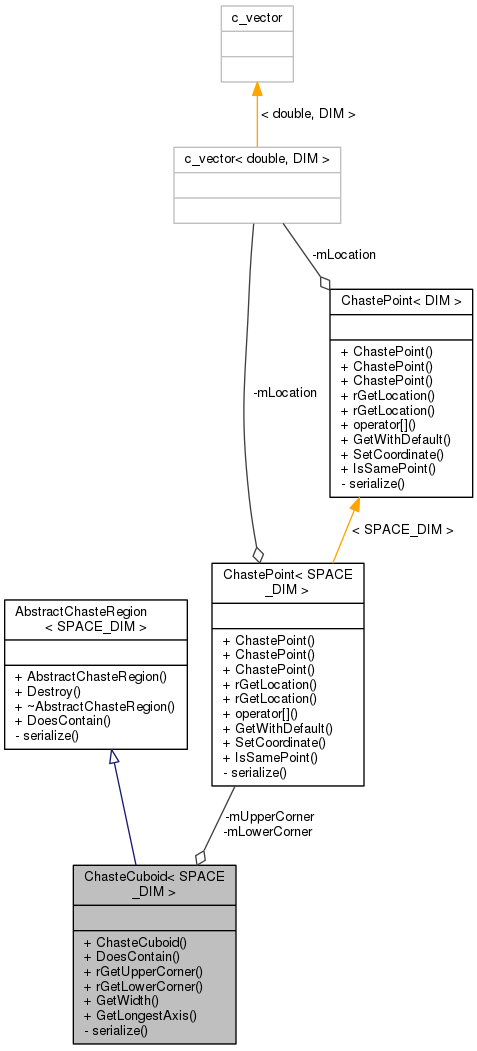 c_vector
< double, DIM >
c_vector< double, DIM >
-mLocation
ChastePoint< DIM >
+ ChastePoint()
+ ChastePoint()
+ ChastePoint()
+ rGetLocation()
+ rGetLocation()
+ operator[]()
+ GetWithDefault()
+ SetCoordinate()
+ IsSamePoint()
- serialize()
-mLocation
< SPACE_DIM >
ChastePoint< SPACE
_DIM >
+ ChastePoint()
+ ChastePoint()
+ ChastePoint()
+ rGetLocation()
+ rGetLocation()
+ operator[]()
+ GetWithDefault()
+ SetCoordinate()
+ IsSamePoint()
- serialize()
AbstractChasteRegion
< SPACE_DIM >
+ AbstractChasteRegion()
+ Destroy()
+ ~AbstractChasteRegion()
+ DoesContain()
- serialize()
-mUpperCorner
-mLowerCorner
ChasteCuboid< SPACE
_DIM >
+ ChasteCuboid()
+ DoesContain()
+ rGetUpperCorner()
+ rGetLowerCorner()
+ GetWidth()
+ GetLongestAxis()
- serialize()